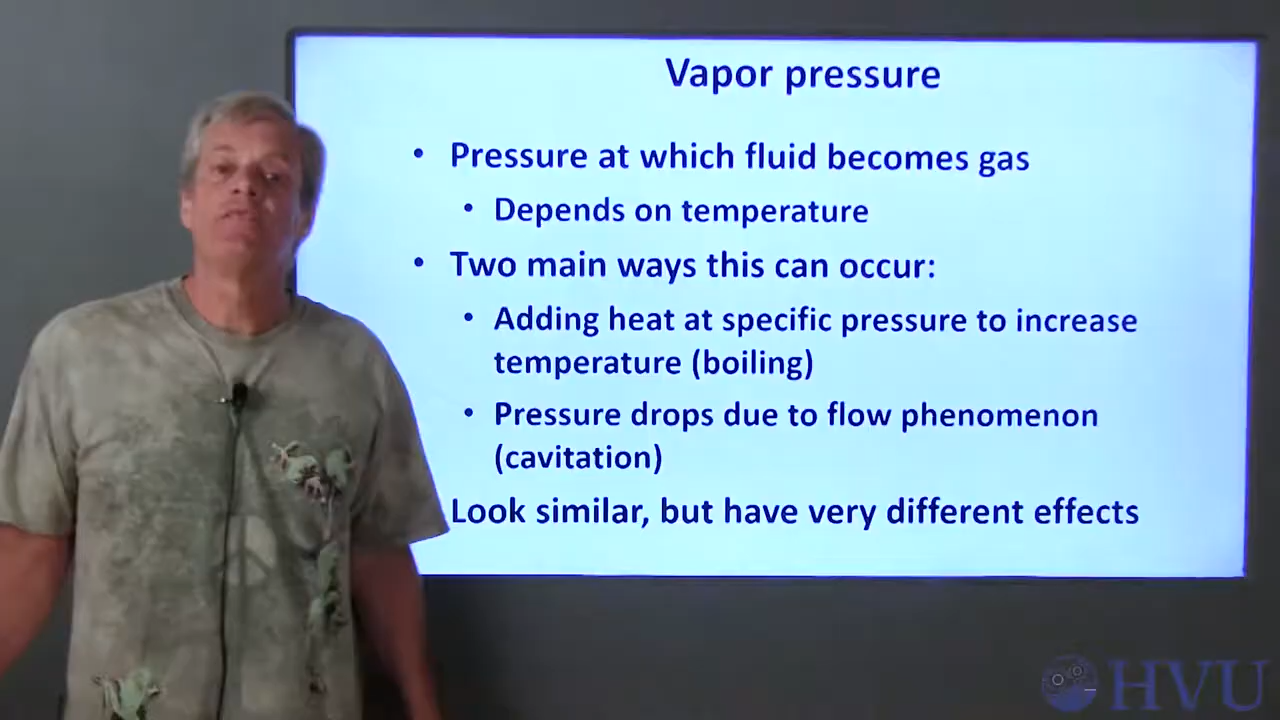 Vapor pressure
• Pressure at which fluid becomes gas
• Depends on temperature
• Two main ways this can occur:
• Adding heat at specific pressure to increase
temperature (boiling)
• Pressure drops due to flow phenomenon
(cavitation)
Look similar, but have very different effects
HVU